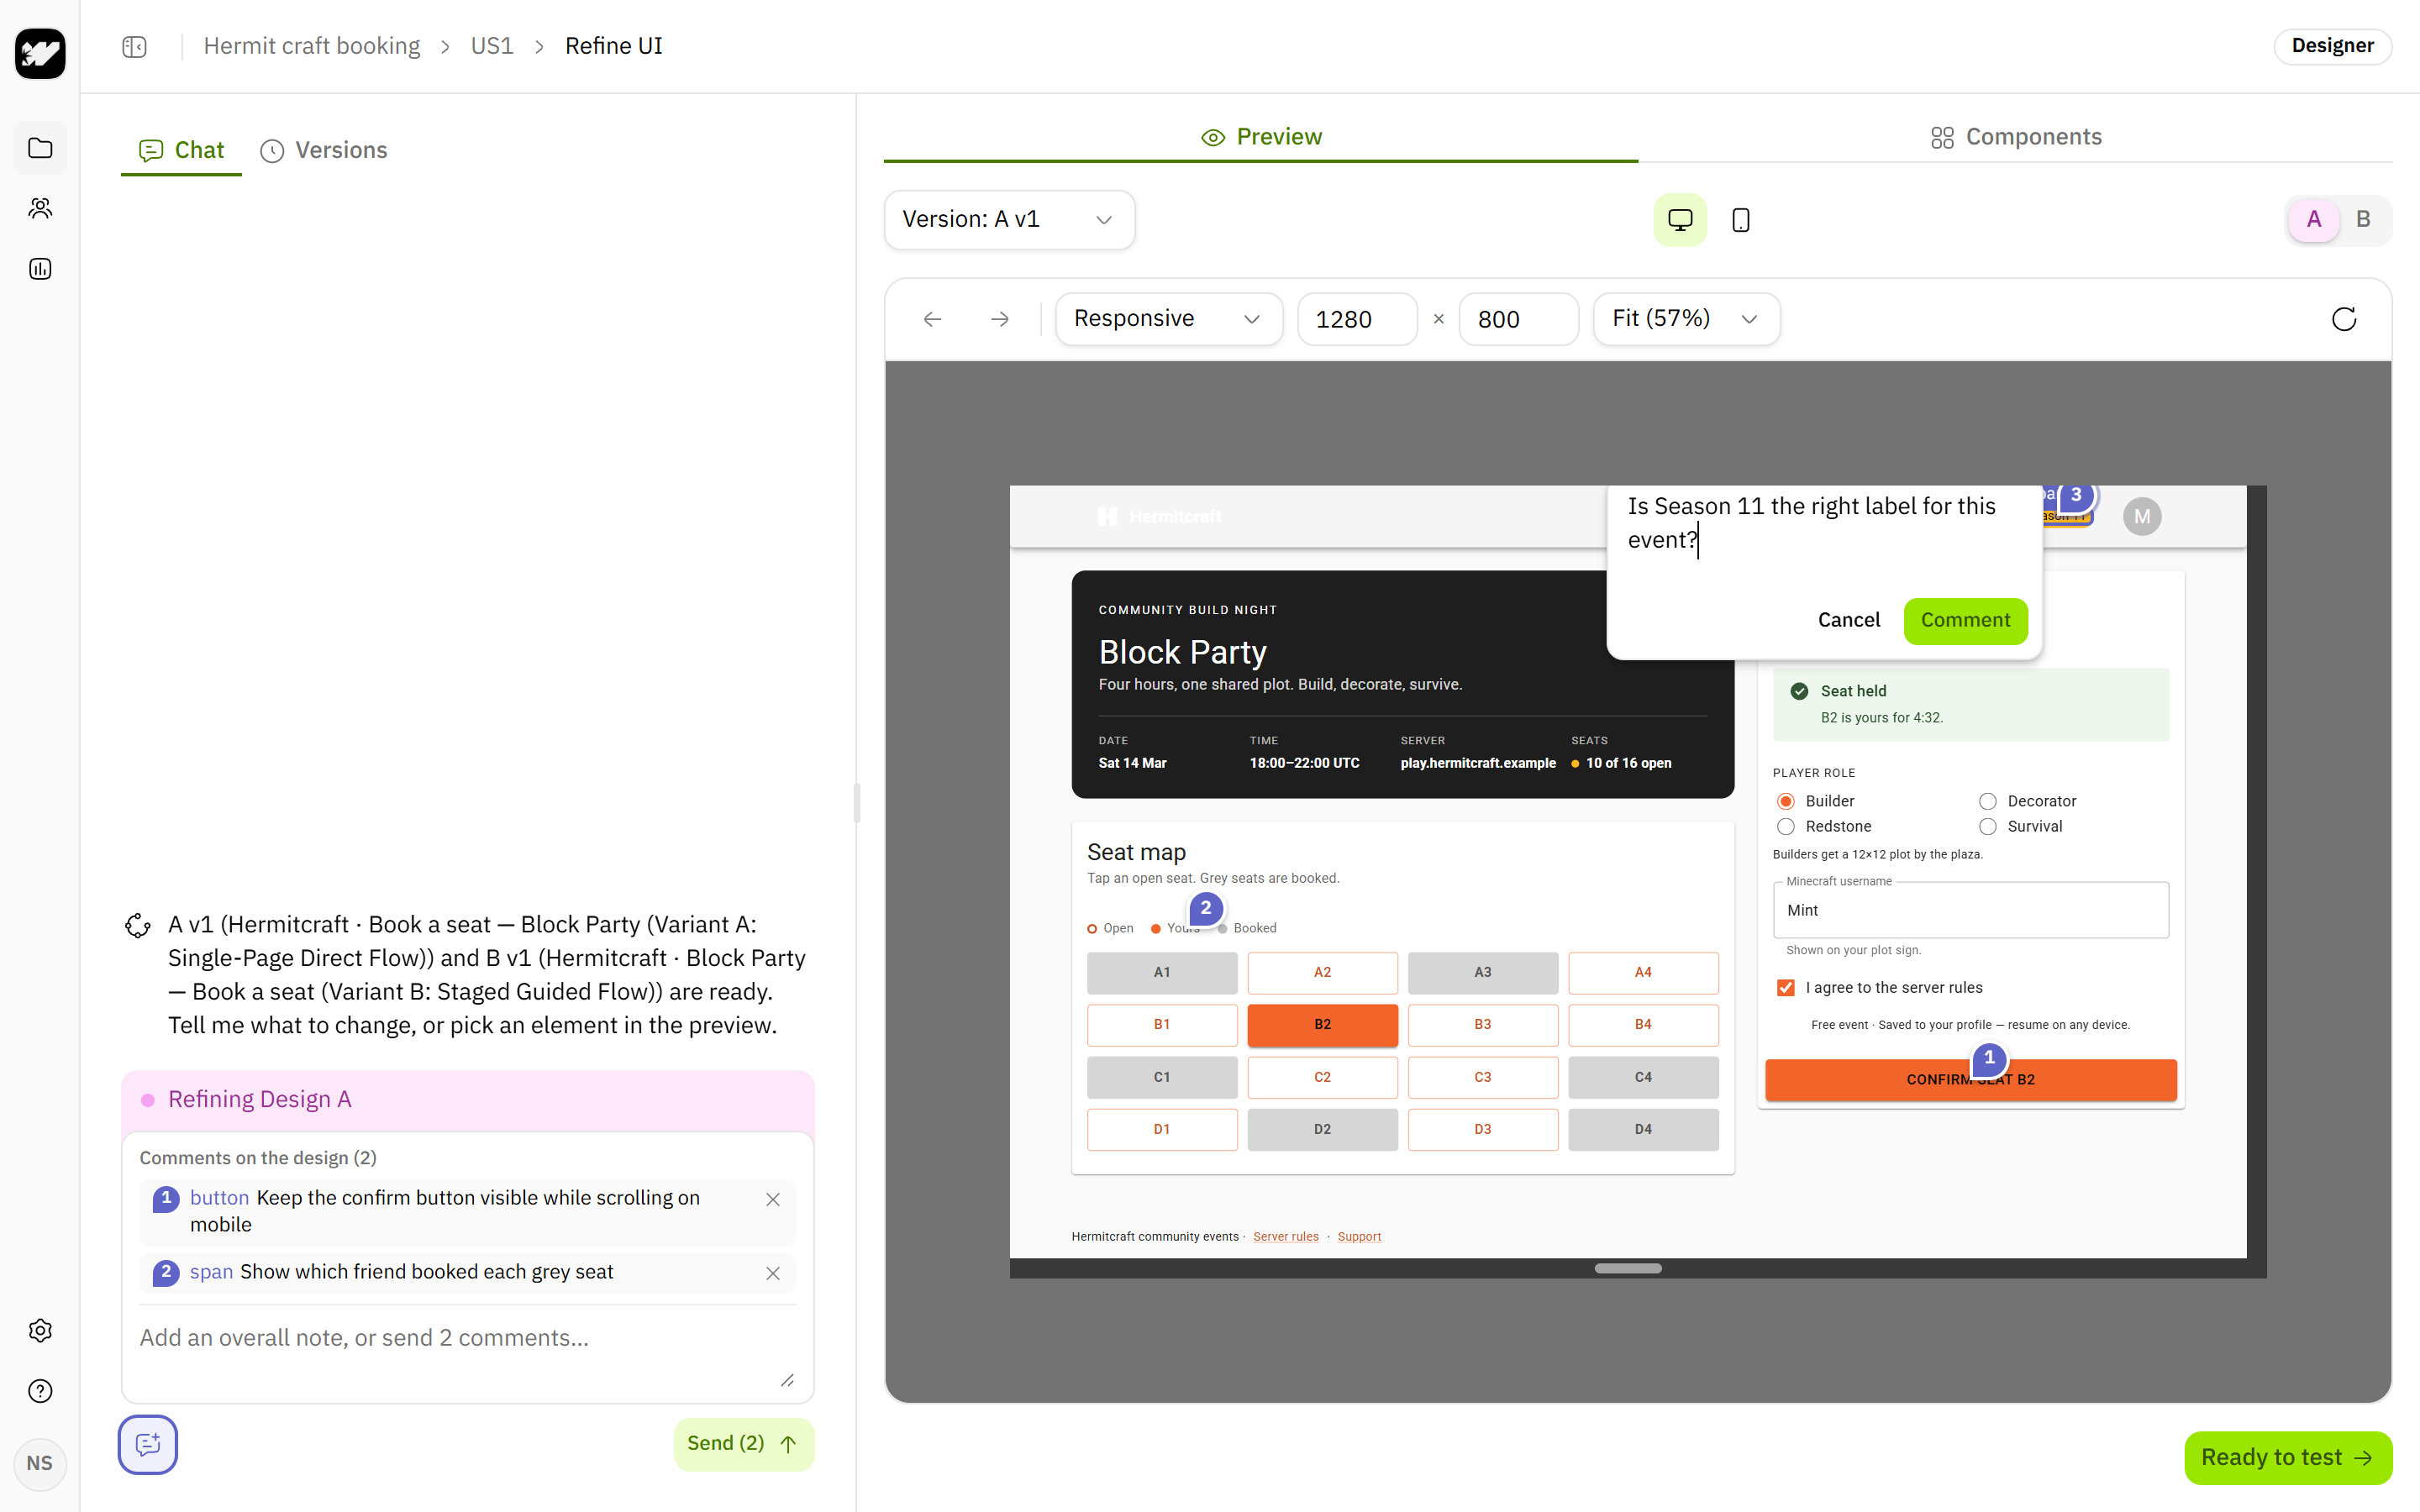 Hermit craft booking > US1 > Refine UI
Designer
Chat
Versions
Preview
Components
Version: A v1
A
B
Responsive
1280
×
800
Fit (57%)
Hermitcraft
Is Season 11 the right label for this
event?
Cancel
Comment
3
M
COMMUNITY BUILD NIGHT
Block Party
Four hours, one shared plot. Build, decorate, survive.
DATE
TIME
SERVER
SEATS
Sat 14 Mar
18:00–22:00 UTC
play.hermitcraft.example
10 of 16 open
Seat held
B2 is yours for 4:32.
PLAYER ROLE
Builder
Decorator
Redstone
Survival
Builders get a 12×12 plot by the plaza.
Minecraft username
Mint
Shown on your plot sign.
I agree to the server rules
Free event · Saved to your profile — resume on any device.
1
CONFIRM SEAT B2
Seat map
Tap an open seat. Grey seats are booked.
2
Open
Yours
Booked
A1
A2
A3
A4
B1
B2
B3
B4
C1
C2
C3
C4
D1
D2
D3
D4
Hermitcraft community events · Server rules · Support
A v1 (Hermitcraft · Book a seat — Block Party (Variant A:
Single-Page Direct Flow)) and B v1 (Hermitcraft · Block Party
— Book a seat (Variant B: Staged Guided Flow)) are ready.
Tell me what to change, or pick an element in the preview.
Refining Design A
Comments on the design (2)
1 button Keep the confirm button visible while scrolling on
mobile
2 span Show which friend booked each grey seat
Add an overall note, or send 2 comments...
Send (2)
NS
Ready to test